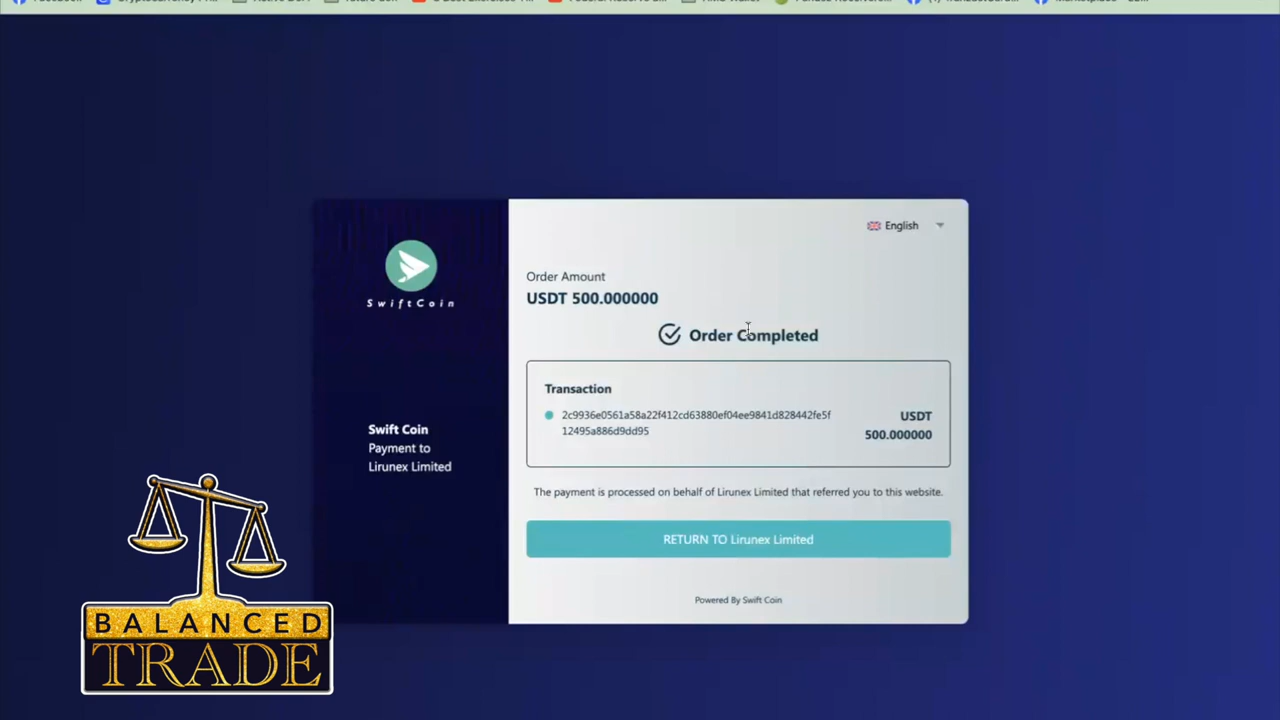 English
SwiftCoin
Order Amount
USDT 500.000000
Order Completed
Transaction
2c9936e0561a58a22f412cd63880ef04ee9841d828442fe5f
12495a886d9dd95
USDT
500.000000
Swift Coin
Payment to
Lirunex Limited
The payment is processed on behalf of Lirunex Limited that referred you to this website.
RETURN TO Lirunex Limited
Powered By Swift Coin
BALANCED
TRADE